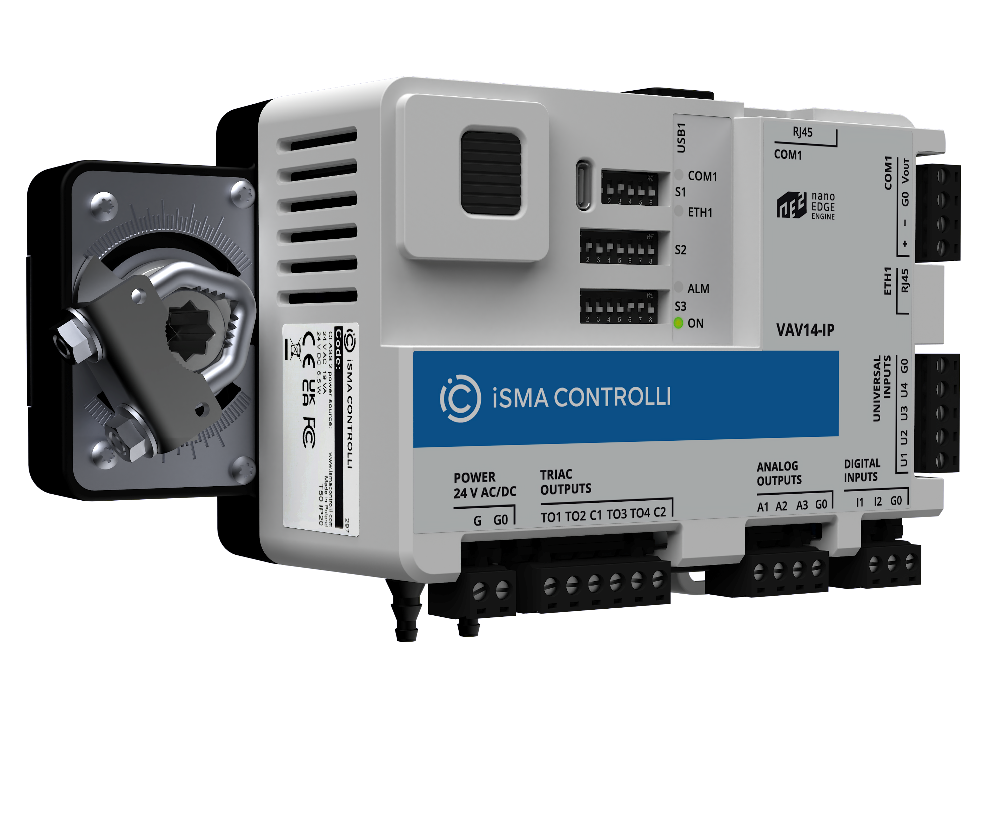 iSMA CONTROLLI
Code:
CLASS 2 power source:
24 V AC 19 VA
24 V DC 6.5 W
www.ismacontrolli.com
Made in Poland
T50 IP20
297
CE UK CA FC
USB1
COM1
S1
ETH1
S2
ALM
S3
ON
WE
2 3 4 5 6
WE
2 3 4 5 6 7 8
WE
2 3 4 5 6 7 8
RJ45
COM1
nano
EDGE
ENGINE
VAV14-IP
COM1
+ − G0 VOUT
ETH1
RJ45
UNIVERSAL
INPUTS
U1 U2 U3 U4 G0
iSMA CONTROLLI
POWER
24 V AC/DC
G G0
TRIAC
OUTPUTS
TO1 TO2 C1 TO3 TO4 C2
ANALOG
OUTPUTS
A1 A2 A3 G0
DIGITAL
INPUTS
I1 I2 G0